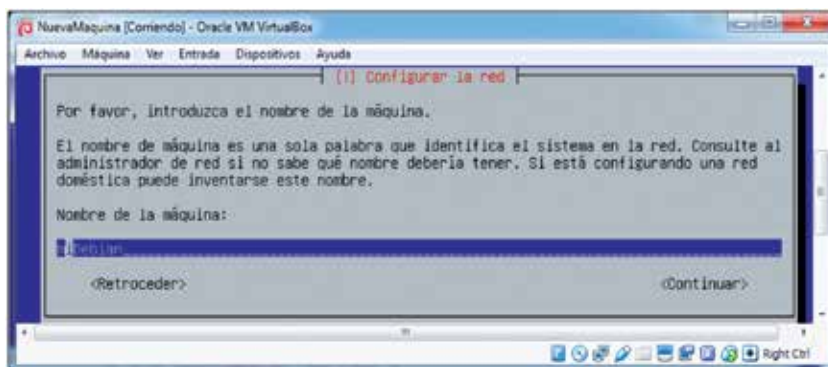 NuevaMaquina [Corriendo] - Oracle VM VirtualBox
Archivo Máquina Ver Entrada Dispositivos Ayuda
[!] Configurar la red
Por favor, introduzca el nombre de la máquina.
El nombre de máquina es una sola palabra que identifica el sistema en la red. Consulte al
administrador de red si no sabe qué nombre debería tener. Si está configurando una red
doméstica puede inventarse este nombre.
Nombre de la máquina:
<Retroceder> <Continuar>
Right Ctrl